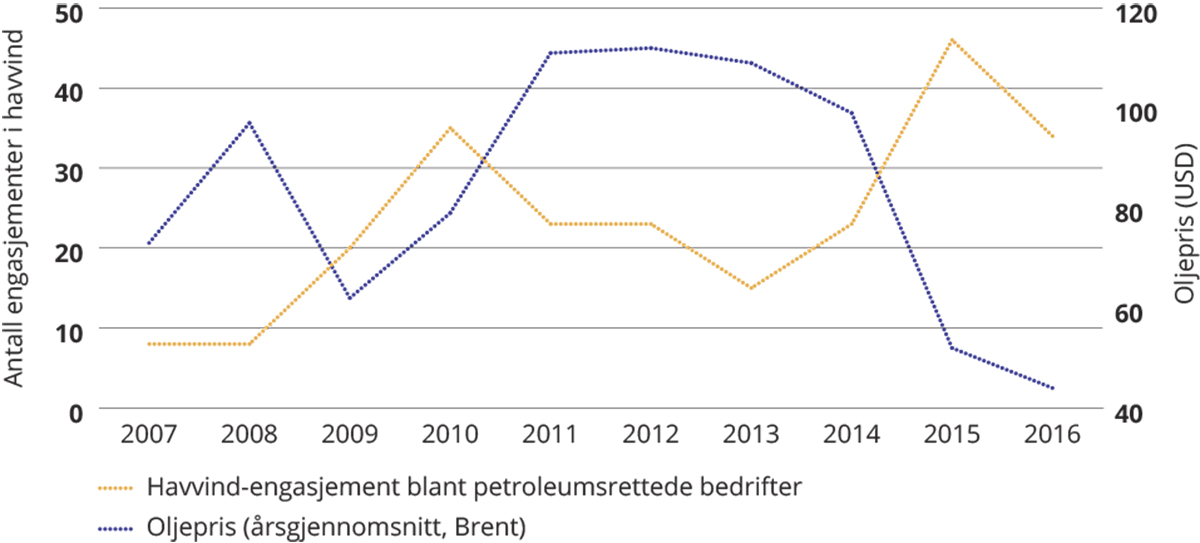 Antall engasjementer i havvind
50
40
30
20
10
0
120
100
80
60
40
Oljepris (USD)
2007 2008 2009 2010 2011 2012 2013 2014 2015 2016
Havvind-engasjement blant petroleumsrettede bedrifter
Oljepris (årsgjennomsnitt, Brent)